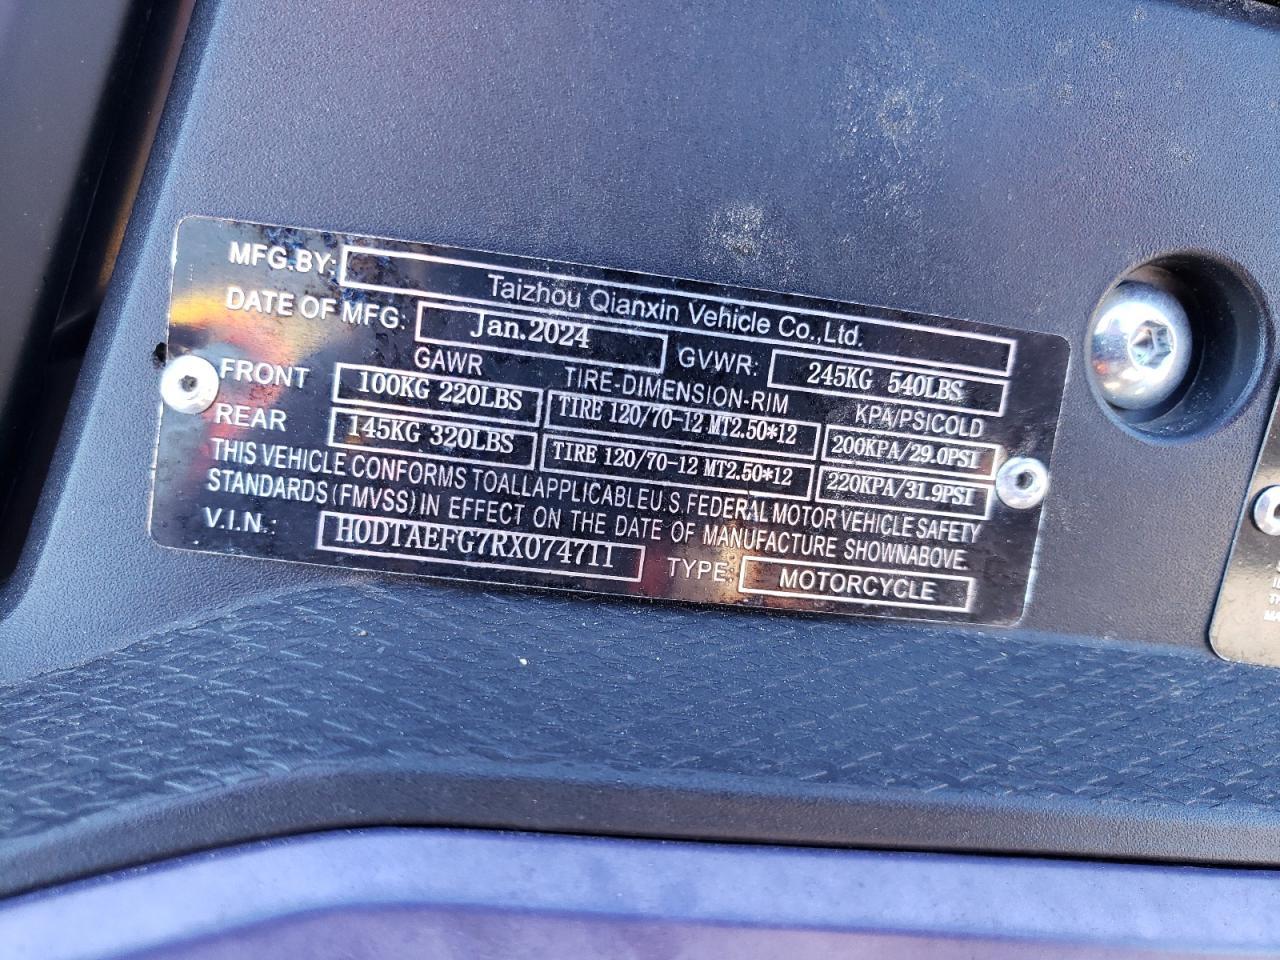 MFG.BY: Taizhou Qianxin Vehicle Co.,Ltd.
DATE OF MFG: Jan.2024 GVWR: 245KG 540LBS
GAWR TIRE-DIMENSION-RIM KPA/PSICOLD
FRONT 100KG 220LBS TIRE 120/70-12 MT2.50*12 200KPA/29.0PSI
REAR 145KG 320LBS TIRE 120/70-12 MT2.50*12 220KPA/31.9PSI
THIS VEHICLE CONFORMS TOALLAPPLICABLEU.S.FEDERAL MOTOR VEHICLE SAFETY
STANDARDS (FMVSS) IN EFFECT ON THE DATE OF MANUFACTURE SHOWNABOVE.
V.I.N.: H0DTAEFG7RX074711 TYPE: MOTORCYCLE